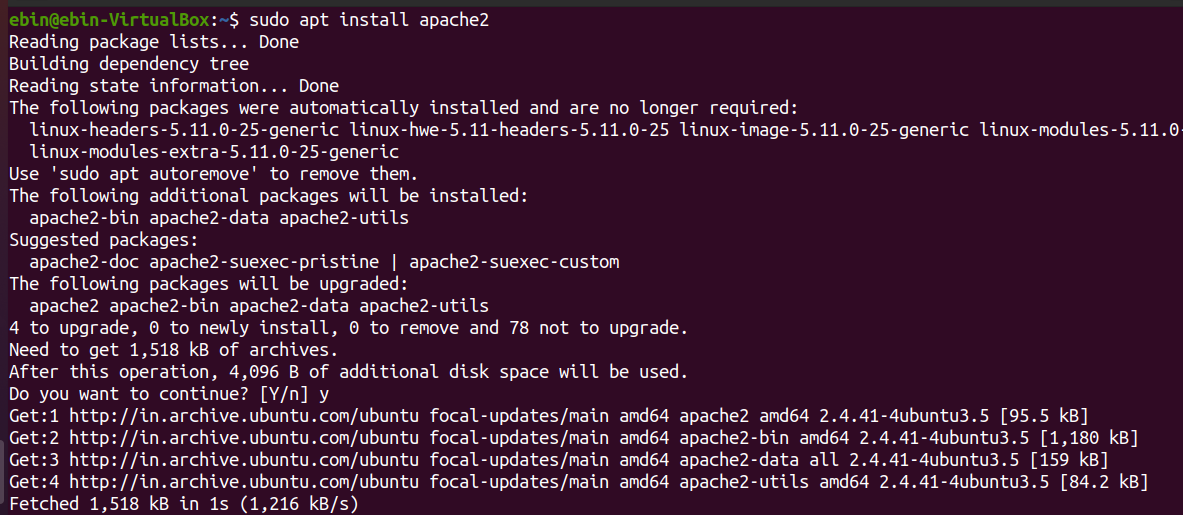 ebin@ebin-VirtualBox:~$ sudo apt install apache2
Reading package lists... Done
Building dependency tree
Reading state information... Done
The following packages were automatically installed and are no longer required:
  linux-headers-5.11.0-25-generic linux-hwe-5.11-headers-5.11.0-25 linux-image-5.11.0-25-generic linux-modules-5.11.0-
  linux-modules-extra-5.11.0-25-generic
Use 'sudo apt autoremove' to remove them.
The following additional packages will be installed:
  apache2-bin apache2-data apache2-utils
Suggested packages:
  apache2-doc apache2-suexec-pristine | apache2-suexec-custom
The following packages will be upgraded:
  apache2 apache2-bin apache2-data apache2-utils
4 to upgrade, 0 to newly install, 0 to remove and 78 not to upgrade.
Need to get 1,518 kB of archives.
After this operation, 4,096 B of additional disk space will be used.
Do you want to continue? [Y/n] y
Get:1 http://in.archive.ubuntu.com/ubuntu focal-updates/main amd64 apache2 amd64 2.4.41-4ubuntu3.5 [95.5 kB]
Get:2 http://in.archive.ubuntu.com/ubuntu focal-updates/main amd64 apache2-bin amd64 2.4.41-4ubuntu3.5 [1,180 kB]
Get:3 http://in.archive.ubuntu.com/ubuntu focal-updates/main amd64 apache2-data all 2.4.41-4ubuntu3.5 [159 kB]
Get:4 http://in.archive.ubuntu.com/ubuntu focal-updates/main amd64 apache2-utils amd64 2.4.41-4ubuntu3.5 [84.2 kB]
Fetched 1,518 kB in 1s (1,216 kB/s)